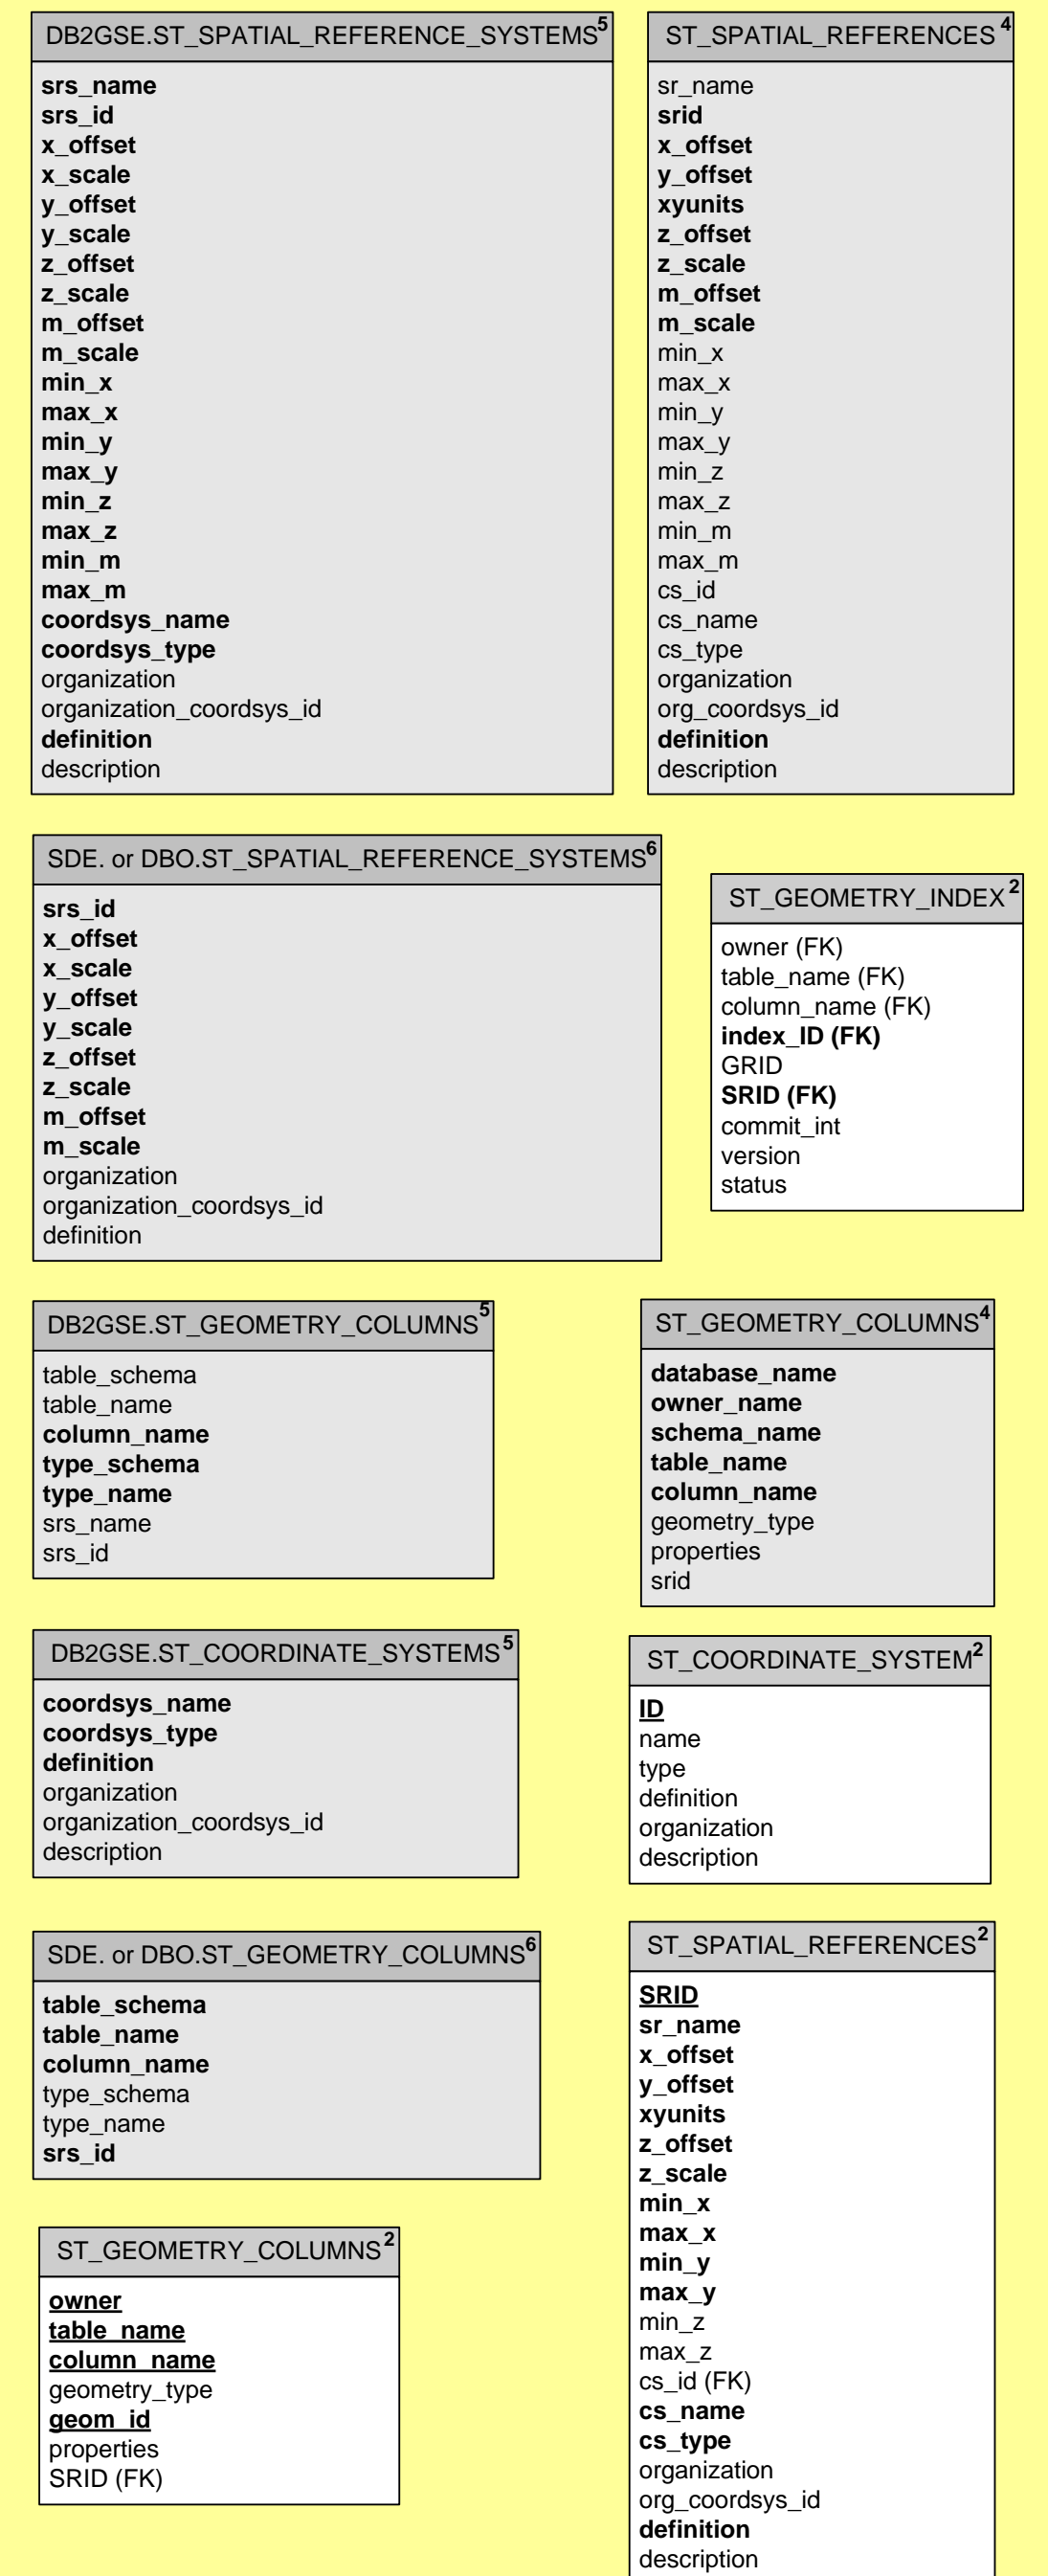 DB2GSE.ST_SPATIAL_REFERENCE_SYSTEMS5
srs_name
srs_id
x_offset
x_scale
y_offset
y_scale
z_offset
z_scale
m_offset
m_scale
min_x
max_x
min_y
max_y
min_z
max_z
min_m
max_m
coordsys_name
coordsys_type
organization
organization_coordsys_id
definition
description
ST_SPATIAL_REFERENCES 4
sr_name
srid
x_offset
y_offset
xyunits
z_offset
z_scale
m_offset
m_scale
min_x
max_x
min_y
max_y
min_z
max_z
min_m
max_m
cs_id
cs_name
cs_type
organization
org_coordsys_id
definition
description
SDE. or DBO.ST_SPATIAL_REFERENCE_SYSTEMS6
srs_id
x_offset
x_scale
y_offset
y_scale
z_offset
z_scale
m_offset
m_scale
organization
organization_coordsys_id
definition
ST_GEOMETRY_INDEX 2
owner (FK)
table_name (FK)
column_name (FK)
index_ID (FK)
GRID
SRID (FK)
commit_int
version
status
DB2GSE.ST_GEOMETRY_COLUMNS5
table_schema
table_name
column_name
type_schema
type_name
srs_name
srs_id
ST_GEOMETRY_COLUMNS4
database_name
owner_name
schema_name
table_name
column_name
geometry_type
properties
srid
DB2GSE.ST_COORDINATE_SYSTEMS5
coordsys_name
coordsys_type
definition
organization
organization_coordsys_id
description
ST_COORDINATE_SYSTEM2
ID
name
type
definition
organization
description
SDE. or DBO.ST_GEOMETRY_COLUMNS6
table_schema
table_name
column_name
type_schema
type_name
srs_id
ST_SPATIAL_REFERENCES2
SRID
sr_name
x_offset
y_offset
xyunits
z_offset
z_scale
min_x
max_x
min_y
max_y
min_z
max_z
cs_id (FK)
cs_name
cs_type
organization
org_coordsys_id
definition
description
ST_GEOMETRY_COLUMNS2
owner
table_name
column_name
geometry_type
geom_id
properties
SRID (FK)